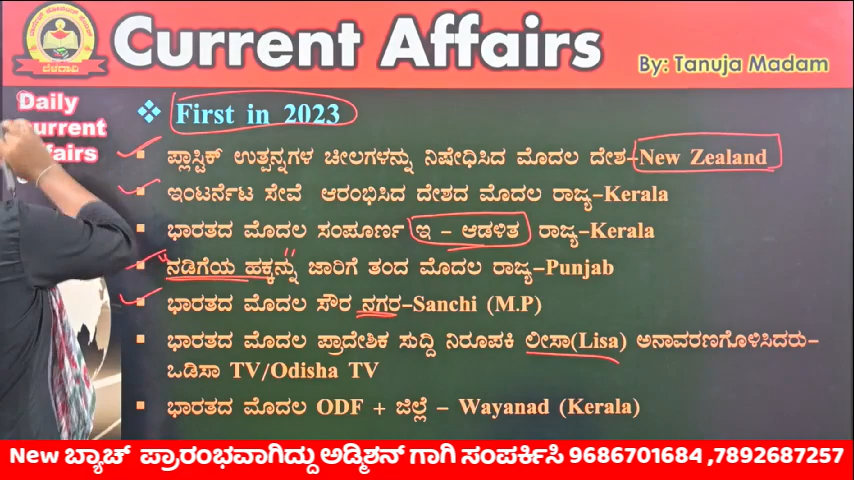 Current Affairs
By: Tanuja Madam
ಬೆಳಗಾವಿ
Daily
urrent
ffairs
❖ First in 2023
▪ ಪ್ಲಾಸ್ಟಿಕ್ ಉತ್ಪನ್ನಗಳ ಚೀಲಗಳನ್ನು ನಿಷೇಧಿಸಿದ ಮೊದಲ ದೇಶ-New Zealand
▪ ಇಂಟರ್ನೆಟ ಸೇವೆ ಆರಂಭಿಸಿದ ದೇಶದ ಮೊದಲ ರಾಜ್ಯ-Kerala
▪ ಭಾರತದ ಮೊದಲ ಸಂಪೂರ್ಣ ಇ – ಆಡಳಿತ ರಾಜ್ಯ-Kerala
▪ ನಡಿಗೆಯ ಹಕ್ಕನ್ನು ಜಾರಿಗೆ ತಂದ ಮೊದಲ ರಾಜ್ಯ-Punjab
▪ ಭಾರತದ ಮೊದಲ ಸೌರ ನಗರ-Sanchi (M.P)
▪ ಭಾರತದ ಮೊದಲ ಪ್ರಾದೇಶಿಕ ಸುದ್ದಿ ನಿರೂಪಕಿ ಲೀಸಾ(Lisa) ಅನಾವರಣಗೊಳಿಸಿದರು–
ಒಡಿಸಾ TV/Odisha TV
▪ ಭಾರತದ ಮೊದಲ ODF + ಜಿಲ್ಲೆ – Wayanad (Kerala)
New ಬ್ಯಾಚ್ ಪ್ರಾರಂಭವಾಗಿದ್ದು ಅಡ್ಮಿಶನ್ ಗಾಗಿ ಸಂಪರ್ಕಿಸಿ 9686701684 ,7892687257